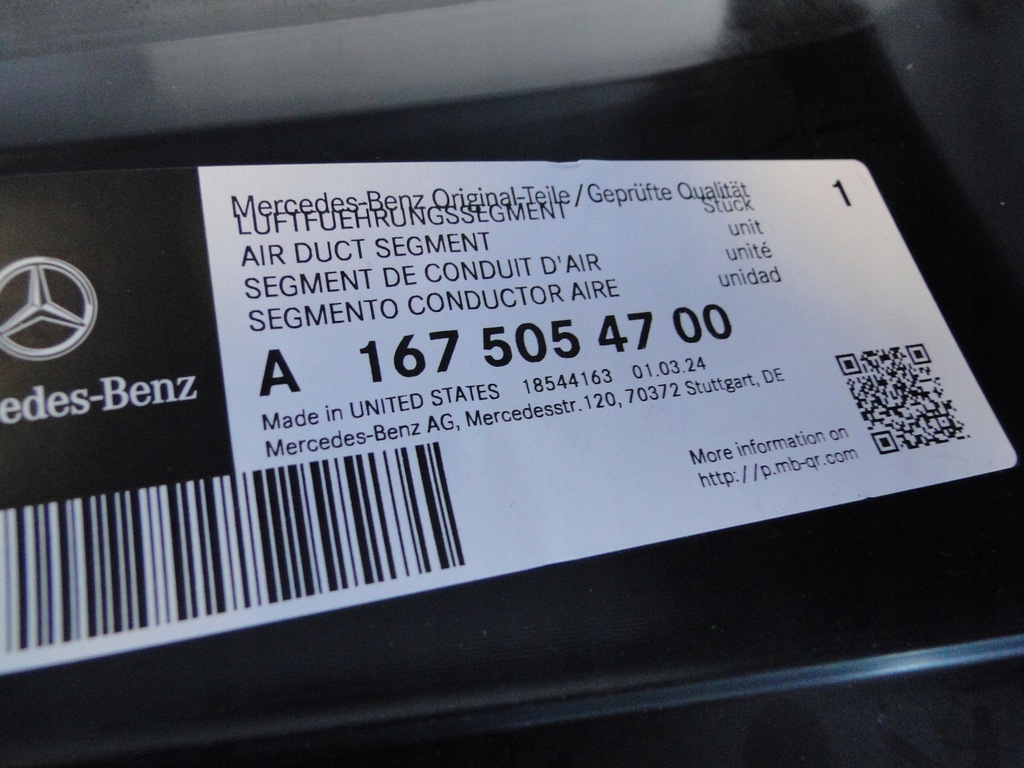 Mercedes-Benz Original-Teile / Geprüfte Qualität
1
LUFTFUEHRUNGSSEGMENT Stück
AIR DUCT SEGMENT unit
SEGMENT DE CONDUIT D'AIR unité
SEGMENTO CONDUCTOR AIRE unidad
A 167 505 47 00
Made in UNITED STATES 18544163 01.03.24
Mercedes-Benz AG, Mercedesstr.120, 70372 Stuttgart, DE
edes-Benz
More information on
http://p.mb-qr.com